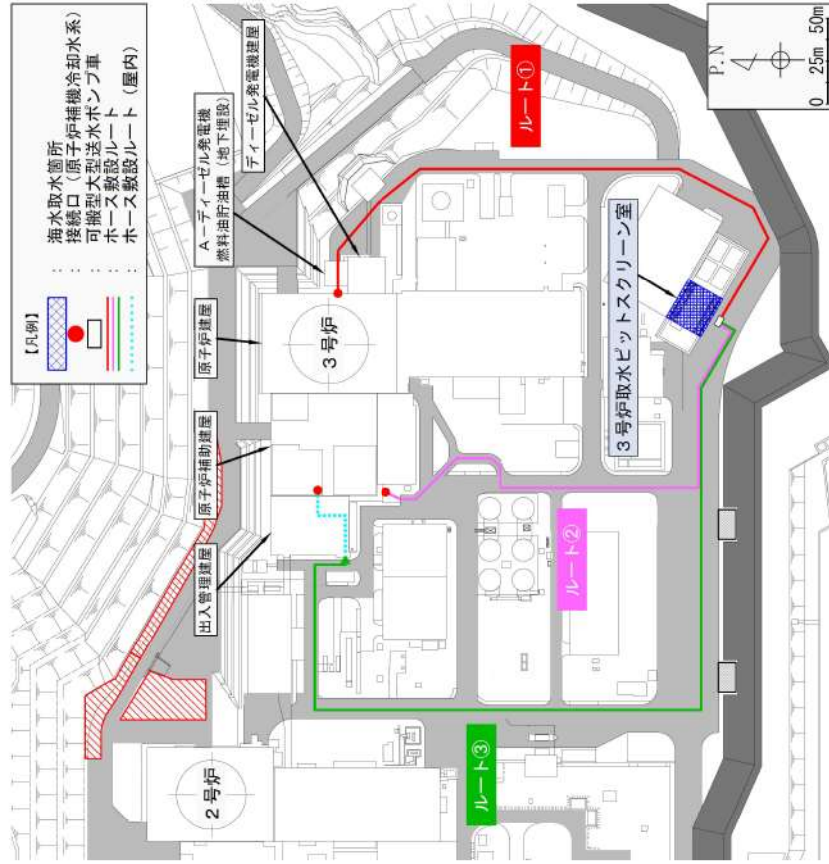 【凡例】
： 海水取水箇所
： 接続口（原子炉補機冷却水系）
： 可搬型大型送水ポンプ車
： ホース敷設ルート
： ホース敷設ルート（屋内）
P.N
0 25m 50m
出入管理建屋
原子炉補助建屋
原子炉建屋
A－ディーゼル発電機
燃料油貯油槽（地下埋設）
ディーゼル発電機建屋
2号炉
3号炉
ルート①
ルート②
ルート③
3号炉取水ピットスクリーン室